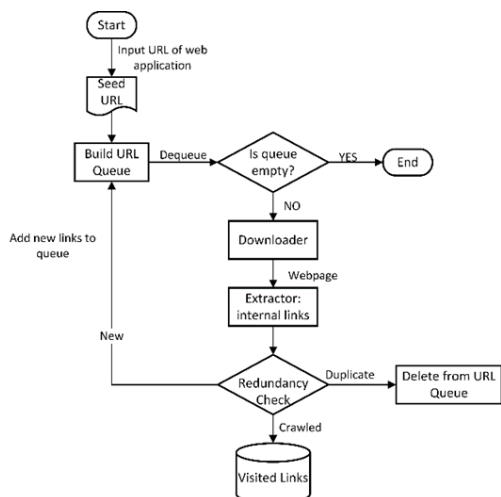 Start
Input URL of web
application
Seed
URL
Build URL
Queue
Dequeue
Is queue
empty?
YES
End
NO
Downloader
Add new links to
queue
Webpage
Extractor:
internal links
New
Redundancy
Check
Duplicate
Delete from URL
Queue
Crawled
Visited Links